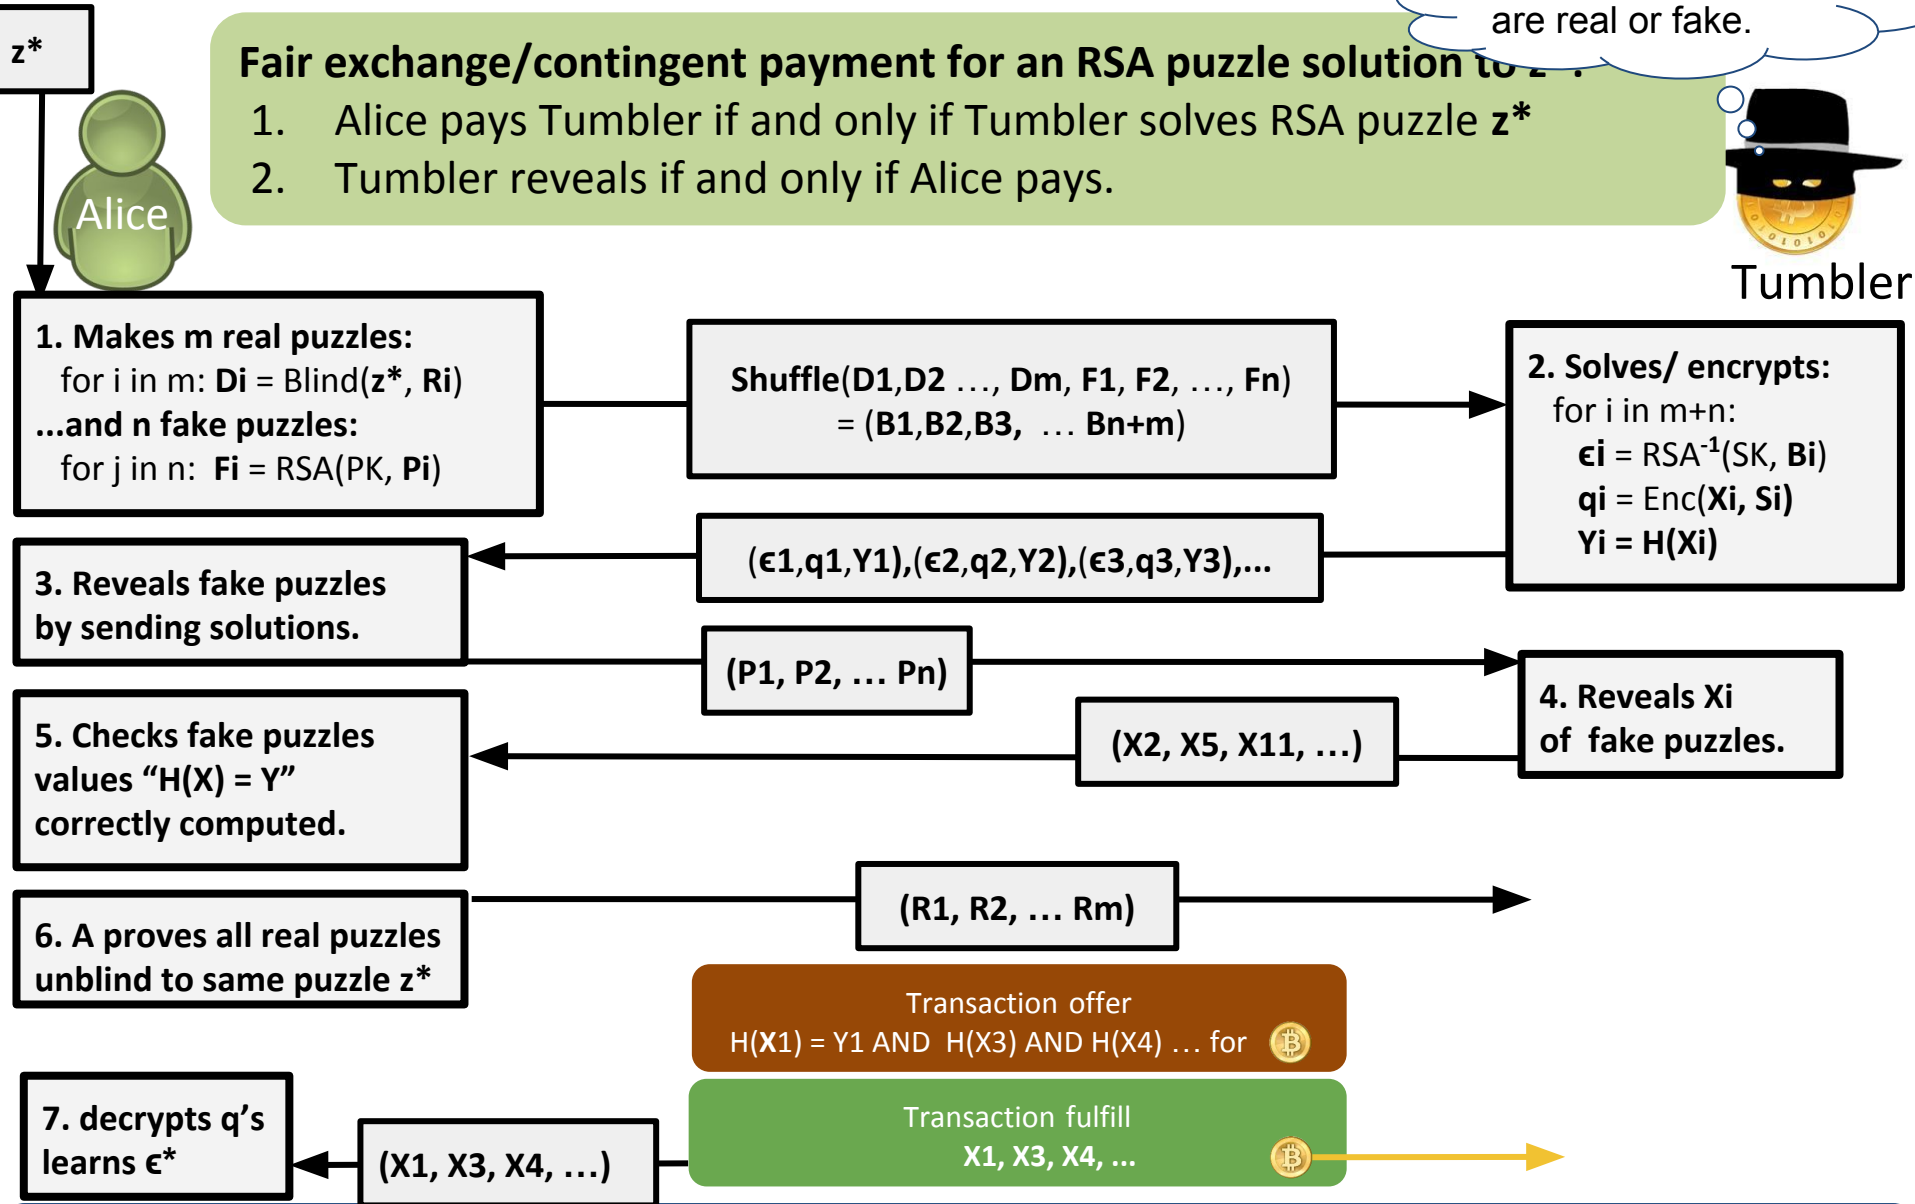 z*
are real or fake.
Fair exchange/contingent payment for an RSA puzzle solution to
1. Alice pays Tumbler if and only if Tumbler solves RSA puzzle z*
2. Tumbler reveals if and only if Alice pays.
Alice
Tumbler
1. Makes m real puzzles:
for i in m: Di = Blind(z*, Ri)
...and n fake puzzles:
for j in n: Fi = RSA(PK, Pi)
Shuffle(D1,D2 …, Dm, F1, F2, …, Fn)
= (B1,B2,B3, … Bn+m)
2. Solves/ encrypts:
for i in m+n:
ϵi = RSA⁻¹(SK, Bi)
qi = Enc(Xi, Si)
Yi = H(Xi)
(ϵ1,q1,Y1),(ϵ2,q2,Y2),(ϵ3,q3,Y3),...
3. Reveals fake puzzles
by sending solutions.
(P1, P2, … Pn)
4. Reveals Xi
of fake puzzles.
(X2, X5, X11, …)
5. Checks fake puzzles
values “H(X) = Y”
correctly computed.
(R1, R2, … Rm)
6. A proves all real puzzles
unblind to same puzzle z*
Transaction offer
H(X1) = Y1 AND H(X3) AND H(X4) … for
Transaction fulfill
X1, X3, X4, ...
7. decrypts q’s
learns ϵ*
(X1, X3, X4, …)